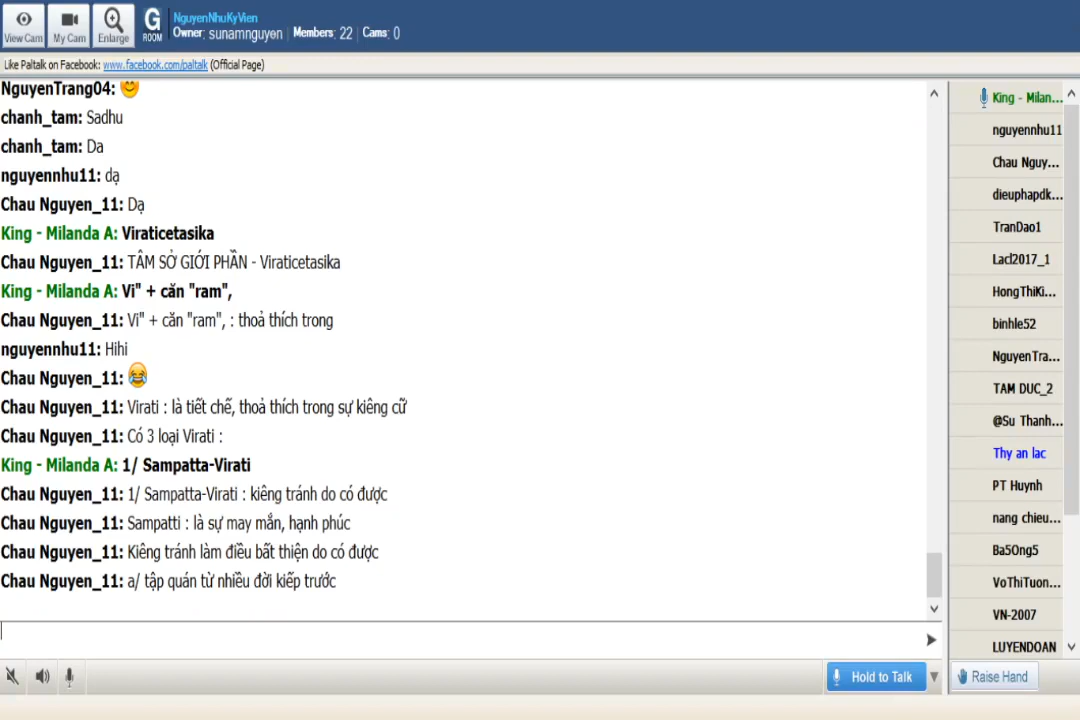 View Cam
My Cam
Enlarge
G
ROOM
NguyenNhuKyVien
Owner: sunamnguyen | Members: 22 | Cams: 0
Like Paltalk on Facebook: www.facebook.com/paltalk (Official Page)
NguyenTrang04: 😊
chanh_tam: Sadhu
chanh_tam: Da
nguyennhu11: dạ
Chau Nguyen_11: Dạ
King - Milanda A: Viraticetasika
Chau Nguyen_11: TÂM SỞ GIỚI PHẦN - Viraticetasika
King - Milanda A: Vi" + căn "ram",
Chau Nguyen_11: Vi" + căn "ram", : thoả thích trong
nguyennhu11: Hihi
Chau Nguyen_11: 😂
Chau Nguyen_11: Virati : là tiết chế, thoả thích trong sự kiêng cữ
Chau Nguyen_11: Có 3 loại Virati :
King - Milanda A: 1/ Sampatta-Virati
Chau Nguyen_11: 1/ Sampatta-Virati : kiêng tránh do có được
Chau Nguyen_11: Sampatti : là sự may mắn, hạnh phúc
Chau Nguyen_11: Kiêng tránh làm điều bất thiện do có được
Chau Nguyen_11: a/ tập quán từ nhiều đời kiếp trước
Hold to Talk
King - Milan...
nguyennhu11
Chau Nguy...
dieuphapdk...
TranDao1
Lacl2017_1
HongThiKi...
binhle52
NguyenTra...
TAM DUC_2
@Su Thanh...
Thy an lac
PT Huynh
nang chieu...
Ba5Ong5
VoThiTuon...
VN-2007
LUYENDOAN
Raise Hand